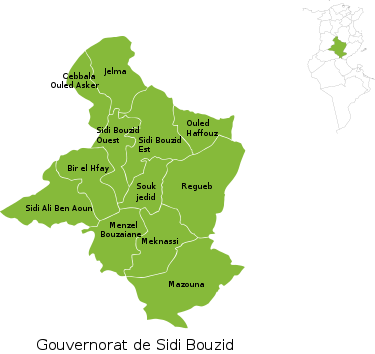 Jelma
Cebbala
Ouled Asker
Ouled
Haffouz
Sidi Bouzid
Ouest
Sidi Bouzid
Est
Bir el Hfay
Souk
jedid
Regueb
Sidi Ali Ben Aoun
Menzel
Bouzaiane
Meknassi
Mazouna
Gouvernorat de Sidi Bouzid